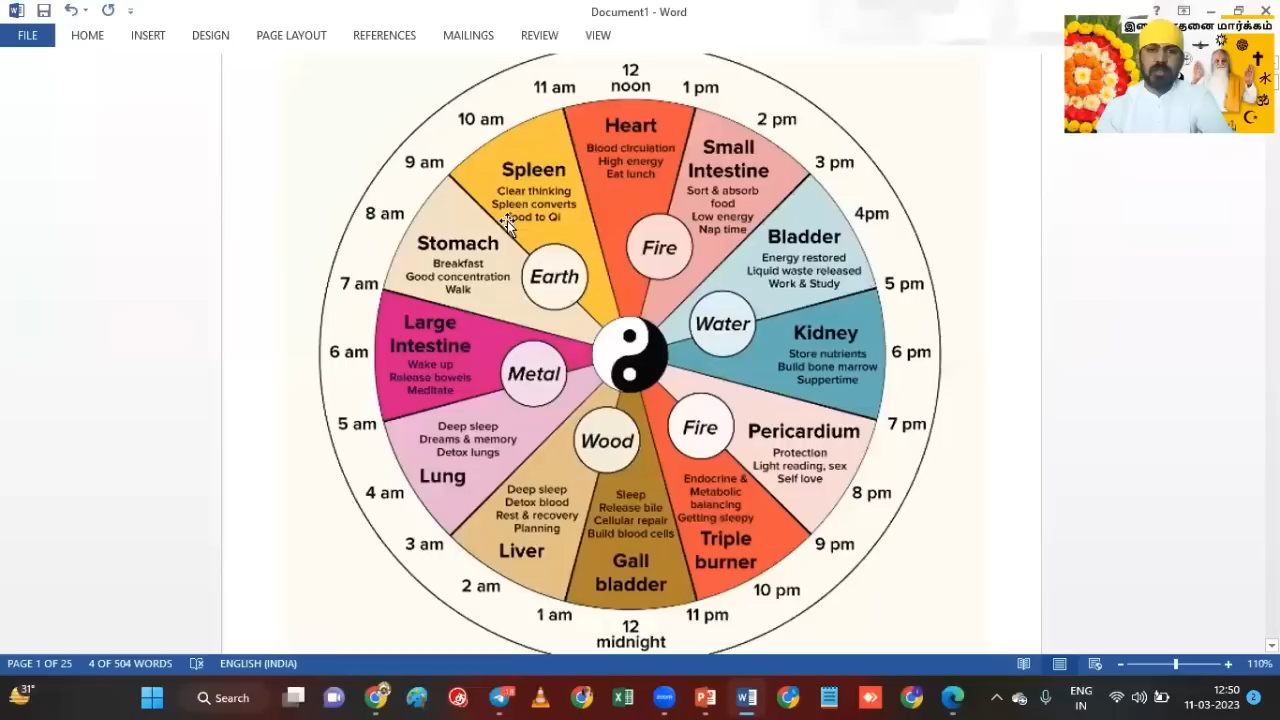 Document1 - Word
FILE
HOME
INSERT
DESIGN
PAGE LAYOUT
REFERENCES
MAILINGS
REVIEW
VIEW
மார்க்கம்
12
noon
11 am
1 pm
10 am
2 pm
9 am
3 pm
8 am
4pm
7 am
5 pm
6 am
6 pm
5 am
7 pm
4 am
8 pm
3 am
9 pm
2 am
10 pm
1 am
11 pm
12
midnight
Heart
Blood circulation
High energy
Eat lunch
Small
Intestine
Sort & absorb
food
Low energy
Nap time
Fire
Bladder
Energy restored
Liquid waste released
Work & Study
Water
Kidney
Store nutrients
Build bone marrow
Suppertime
Pericardium
Protection
Light reading, sex
Self love
Fire
Endocrine &
Metabolic
balancing
Getting sleepy
Triple
burner
Sleep
Release bile
Cellular repair
Build blood cells
Gall
bladder
Wood
Deep sleep
Detox blood
Rest & recovery
Planning
Liver
Deep sleep
Dreams & memory
Detox lungs
Lung
Metal
Large
Intestine
Wake up
Release bowels
Meditate
Stomach
Breakfast
Good concentration
Walk
Earth
Spleen
Clear thinking
Spleen converts
to Qi
PAGE 1 OF 25
4 OF 504 WORDS
ENGLISH (INDIA)
110%
31°
Search
ENG
IN
12:50
11-03-2023
2